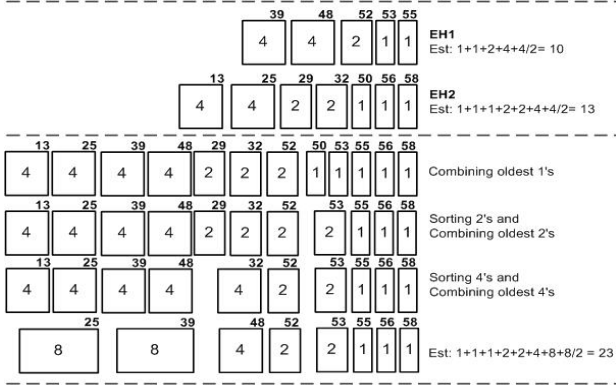 39 48 52 53 55
4 4 2 1 1
EH1
Est: 1+1+2+4+4/2= 10
13 25 29 32 50 56 58
4 4 2 2 1 1 1
EH2
Est: 1+1+1+2+2+4+4/2= 13
13 25 39 48 29 32 52 50 53 55 56 58
4 4 4 4 2 2 2 1 1 1 1 1
Combining oldest 1's
13 25 39 48 29 32 52 53 55 56 58
4 4 4 4 2 2 2 2 1 1 1
Sorting 2's and
Combining oldest 2's
13 25 39 48 32 52 53 55 56 58
4 4 4 4 4 2 2 1 1 1
Sorting 4's and
Combining oldest 4's
25 39 48 52 53 55 56 58
8 8 4 2 2 1 1 1
Est: 1+1+1+2+2+4+8+8/2 = 23